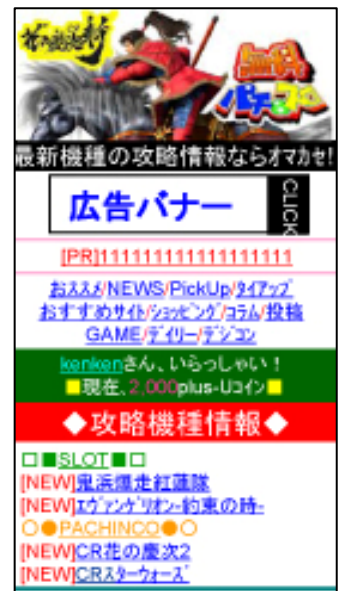 無料
パチ&スロ
最新機種の攻略情報ならオマカセ!
広告バナー CLICK
[PR]11111111111111111
おススメ/NEWS/PickUp/タイアップ
おすすめサイト/ショッピング/コラム/投稿
GAME/デイリー/デジコン
kenkenさん、いらっしゃい!
■現在、2,000plus-Uコイン■
◆攻略機種情報◆
□■SLOT■□
[NEW]鬼浜爆走紅蓮隊
[NEW]エヴァンゲリオン-約束の時-
○●PACHINCO●○
[NEW]CR花の慶次2
[NEW]CRスターウォーズ